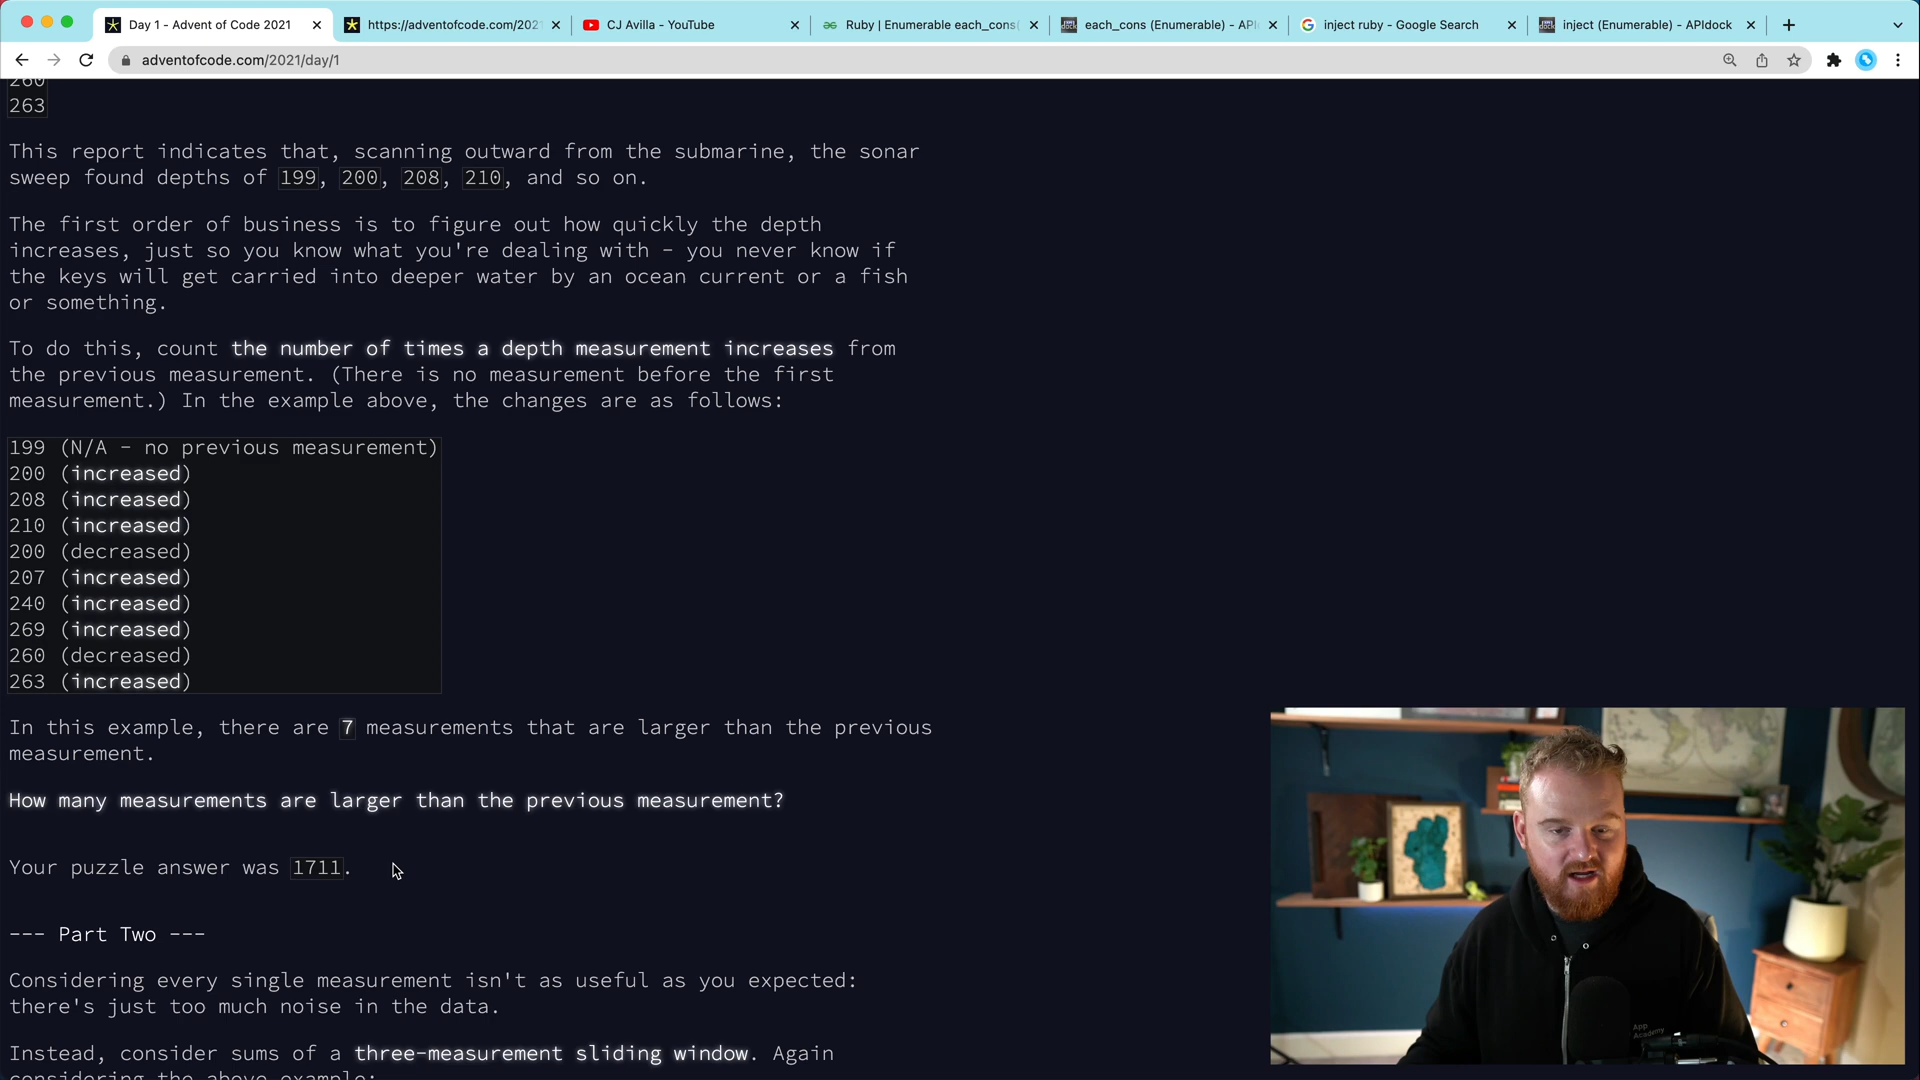 Day 1 - Advent of Code 2021
https://adventofcode.com/202
CJ Avilla - YouTube
Ruby | Enumerable each_cons(
each_cons (Enumerable) - API
inject ruby - Google Search
inject (Enumerable) - APIdock
adventofcode.com/2021/day/1
260
263
This report indicates that, scanning outward from the submarine, the sonar
sweep found depths of 199, 200, 208, 210, and so on.
The first order of business is to figure out how quickly the depth
increases, just so you know what you're dealing with - you never know if
the keys will get carried into deeper water by an ocean current or a fish
or something.
To do this, count the number of times a depth measurement increases from
the previous measurement. (There is no measurement before the first
measurement.) In the example above, the changes are as follows:
199 (N/A - no previous measurement)
200 (increased)
208 (increased)
210 (increased)
200 (decreased)
207 (increased)
240 (increased)
269 (increased)
260 (decreased)
263 (increased)
In this example, there are 7 measurements that are larger than the previous
measurement.
How many measurements are larger than the previous measurement?
Your puzzle answer was 1711.
--- Part Two ---
Considering every single measurement isn't as useful as you expected:
there's just too much noise in the data.
Instead, consider sums of a three-measurement sliding window. Again
considering the above example:
App
Academy